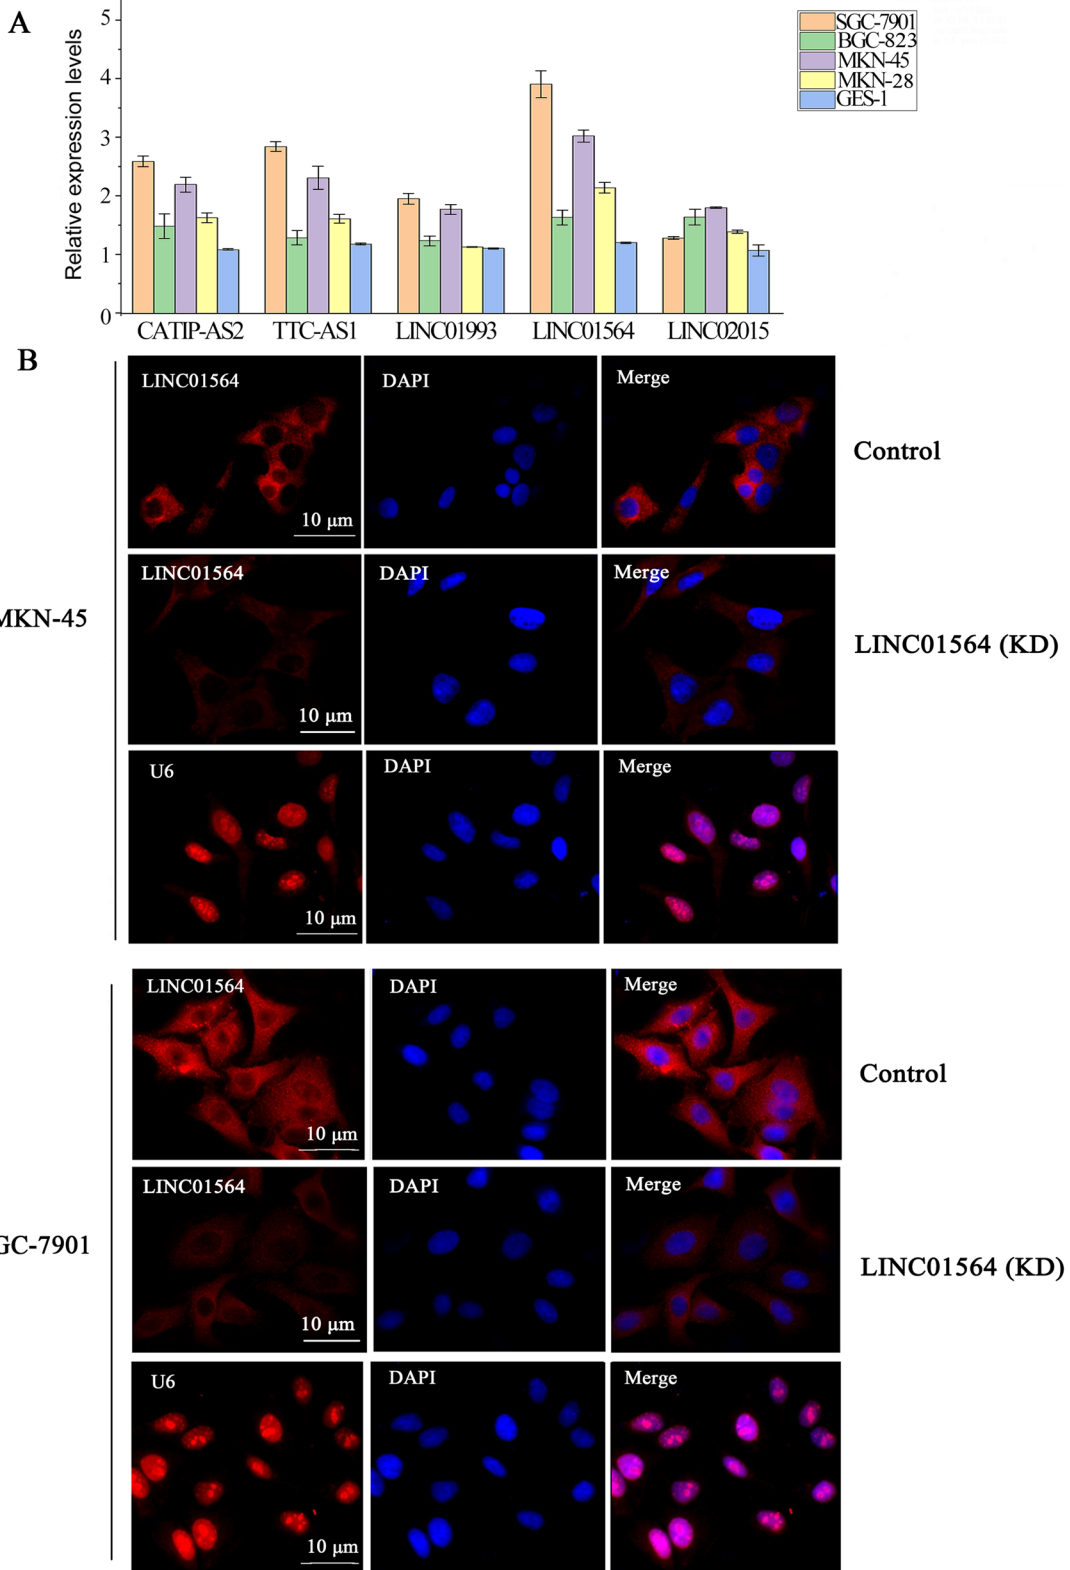 A
Relative expression levels
5
4
3
2
1
0
SGC-7901
BGC-823
MKN-45
MKN-28
GES-1
CATIP-AS2 TTC-AS1 LINC01993 LINC01564 LINC02015
B
MKN-45
LINC01564 DAPI Merge
10 μm
Control
LINC01564 DAPI Merge
10 μm
LINC01564 (KD)
U6 DAPI Merge
10 μm
GC-7901
LINC01564 DAPI Merge
10 μm
Control
LINC01564 DAPI Merge
10 μm
LINC01564 (KD)
U6 DAPI Merge
10 μm